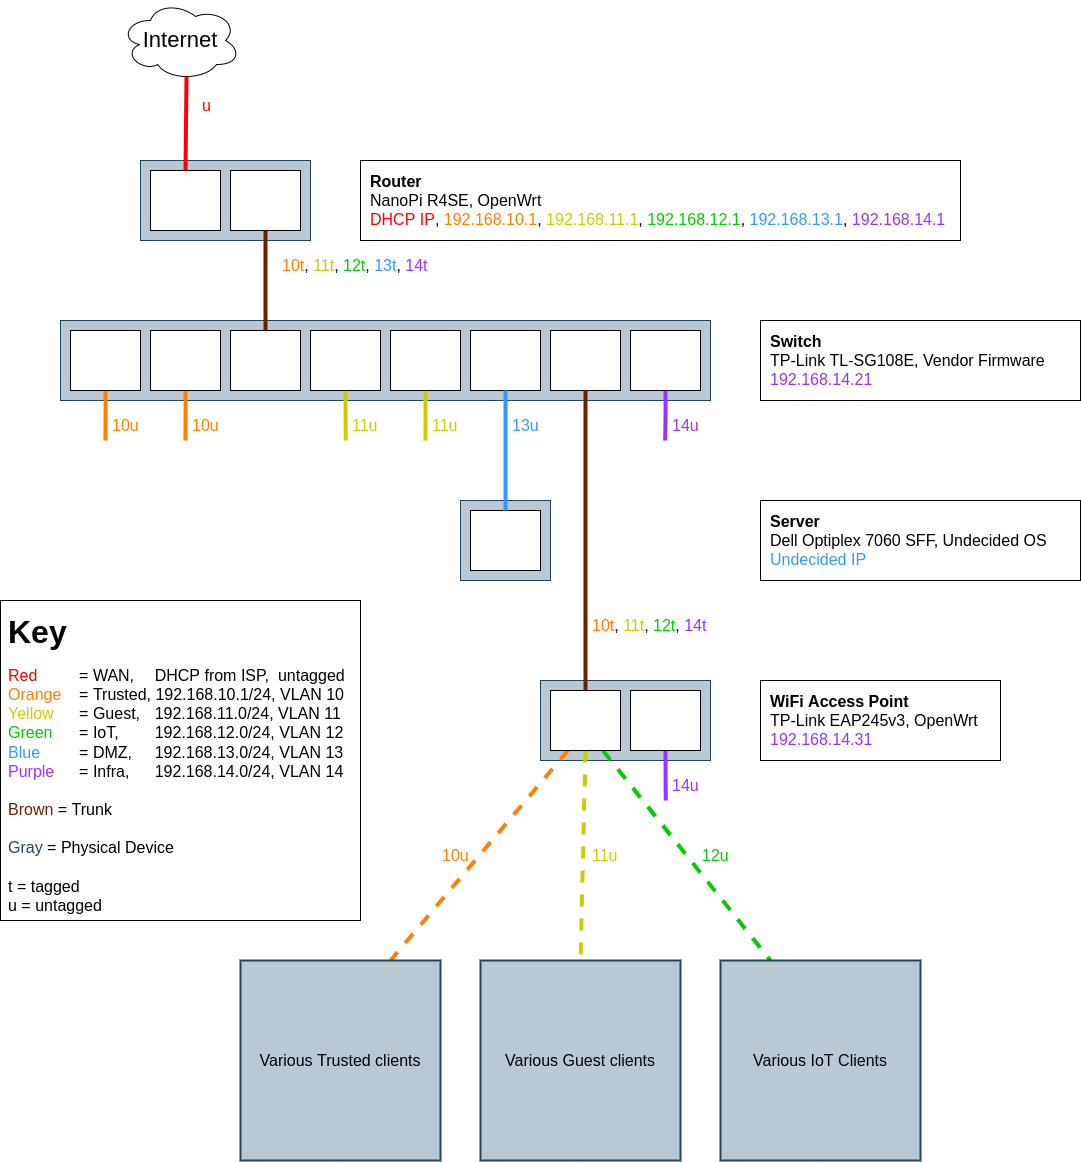 Internet
u
Router
NanoPi R4SE, OpenWrt
DHCP IP, 192.168.10.1, 192.168.11.1, 192.168.12.1, 192.168.13.1, 192.168.14.1
10t, 11t, 12t, 13t, 14t
Switch
TP-Link TL-SG108E, Vendor Firmware
192.168.14.21
10u
10u
11u
11u
13u
14u
Server
Dell Optiplex 7060 SFF, Undecided OS
Undecided IP
10t, 11t, 12t, 14t
Key
Red = WAN, DHCP from ISP, untagged
Orange = Trusted, 192.168.10.1/24, VLAN 10
Yellow = Guest, 192.168.11.0/24, VLAN 11
Green = IoT, 192.168.12.0/24, VLAN 12
Blue = DMZ, 192.168.13.0/24, VLAN 13
Purple = Infra, 192.168.14.0/24, VLAN 14
Brown = Trunk
Gray = Physical Device
t = tagged
u = untagged
WiFi Access Point
TP-Link EAP245v3, OpenWrt
192.168.14.31
14u
10u
11u
12u
Various Trusted clients
Various Guest clients
Various IoT Clients